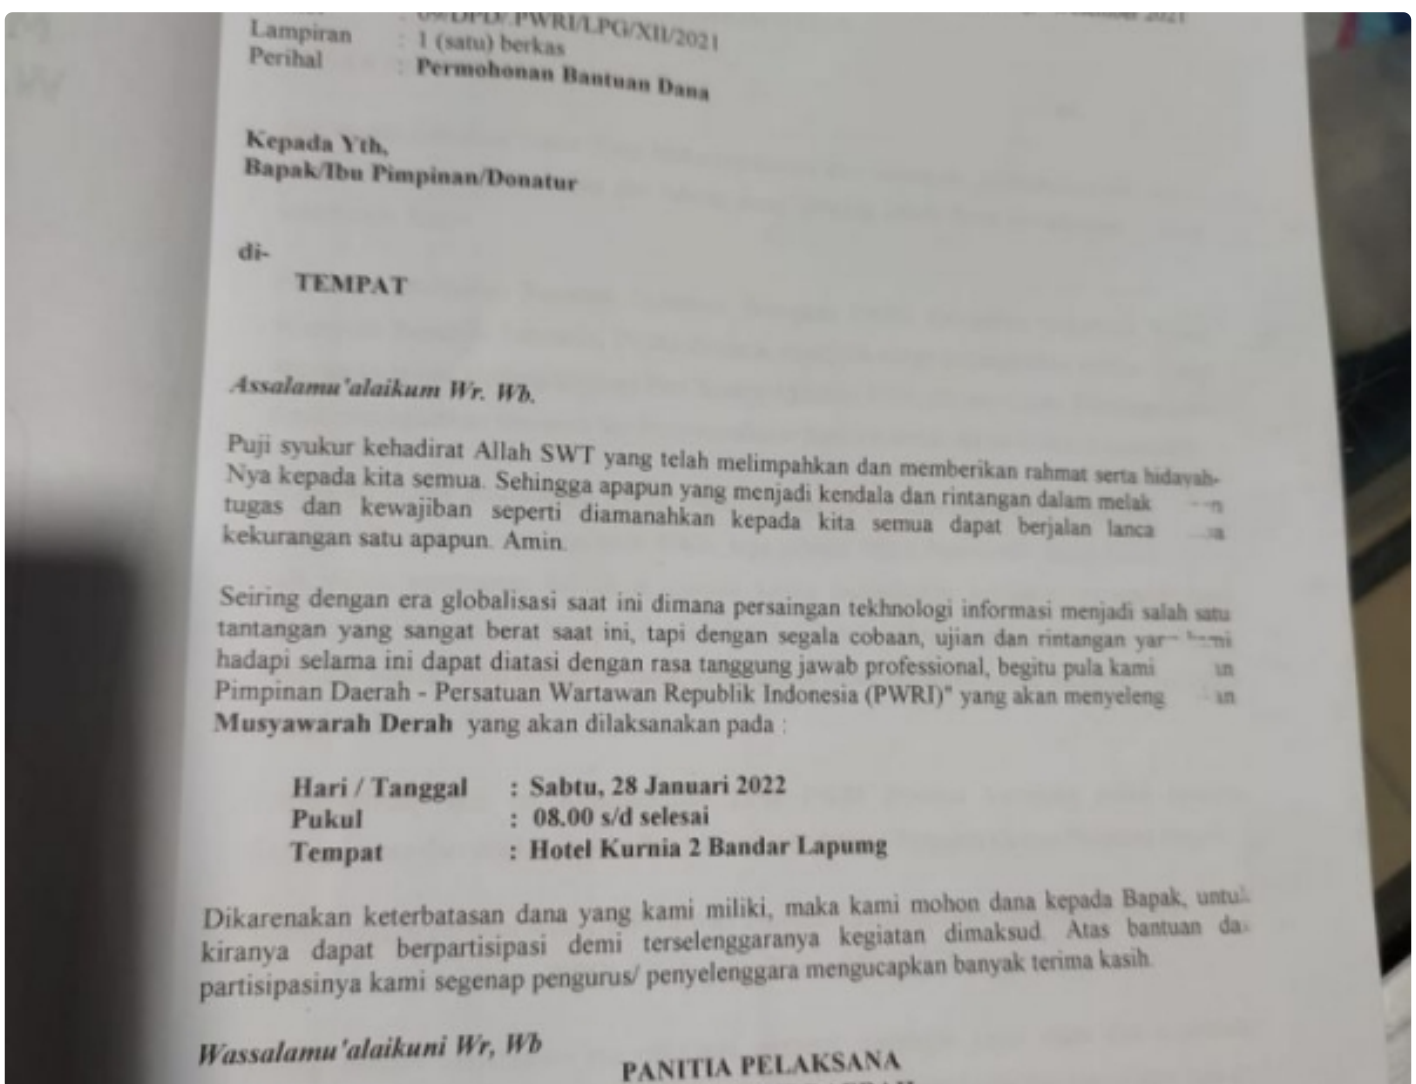 DPD/ PWRI/LPG/XII/2021
2021
Lampiran : 1 (satu) berkas
Perihal : Permohonan Bantuan Dana
Kepada Yth,
Bapak/Ibu Pimpinan/Donatur
di-
TEMPAT
Assalamu'alaikum Wr. Wb.
Puji syukur kehadirat Allah SWT yang telah melimpahkan dan memberikan rahmat serta hidayah-
Nya kepada kita semua. Sehingga apapun yang menjadi kendala dan rintangan dalam melak
tugas dan kewajiban seperti diamanahkan kepada kita semua dapat berjalan lanca
kekurangan satu apapun. Amin.
Seiring dengan era globalisasi saat ini dimana persaingan tekhnologi informasi menjadi salah satu
tantangan yang sangat berat saat ini, tapi dengan segala cobaan, ujian dan rintangan
hadapi selama ini dapat diatasi dengan rasa tanggung jawab professional, begitu pula kami
Pimpinan Daerah - Persatuan Wartawan Republik Indonesia (PWRI)" yang akan menyeleng
Musyawarah Derah yang akan dilaksanakan pada :
Hari / Tanggal : Sabtu, 28 Januari 2022
Pukul : 08.00 s/d selesai
Tempat : Hotel Kurnia 2 Bandar Lapumg
Dikarenakan keterbatasan dana yang kami miliki, maka kami mohon dana kepada Bapak, untu
kiranya dapat berpartisipasi demi terselenggaranya kegiatan dimaksud. Atas bantuan da
partisipasinya kami segenap pengurus/ penyelenggara mengucapkan banyak terima kasih.
Wassalamu'alaikuni Wr, Wb
PANITIA PELAKSANA